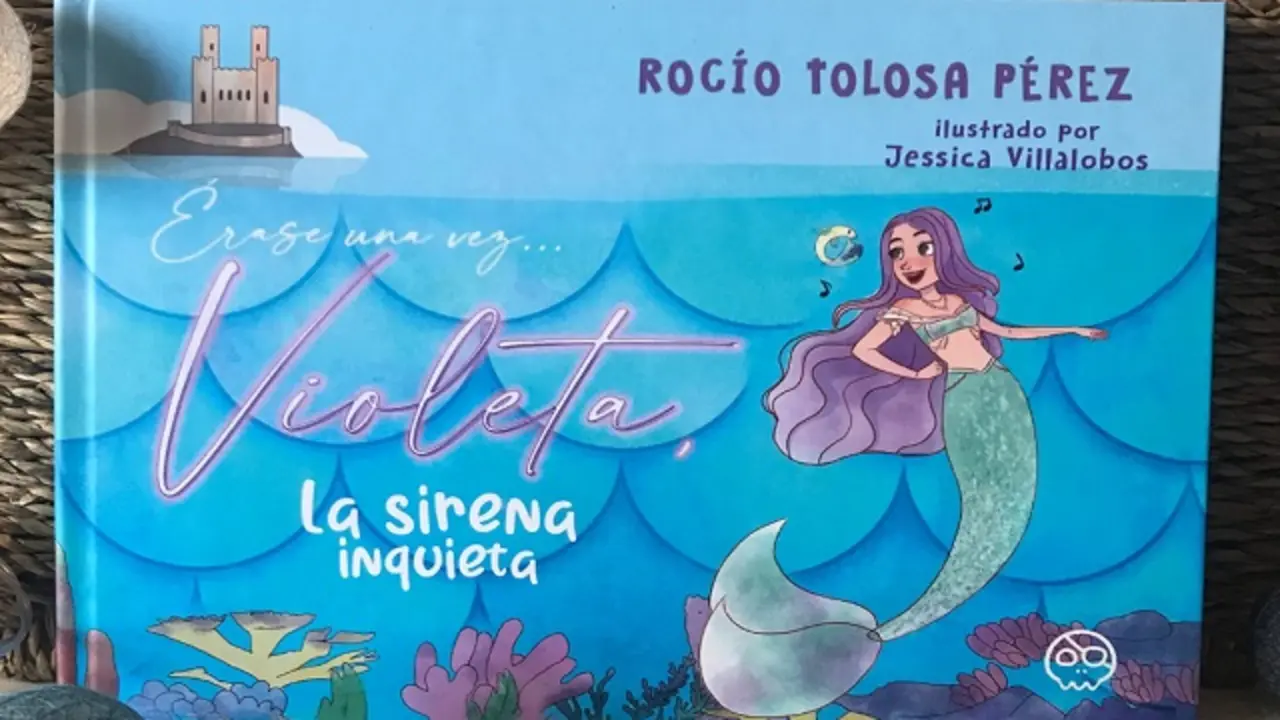 ROCÍO TOLOSA PÉREZ
ilustrado por
Jessica Villalobos
Érase una vez...
Violeta,
La sirena
inquieta